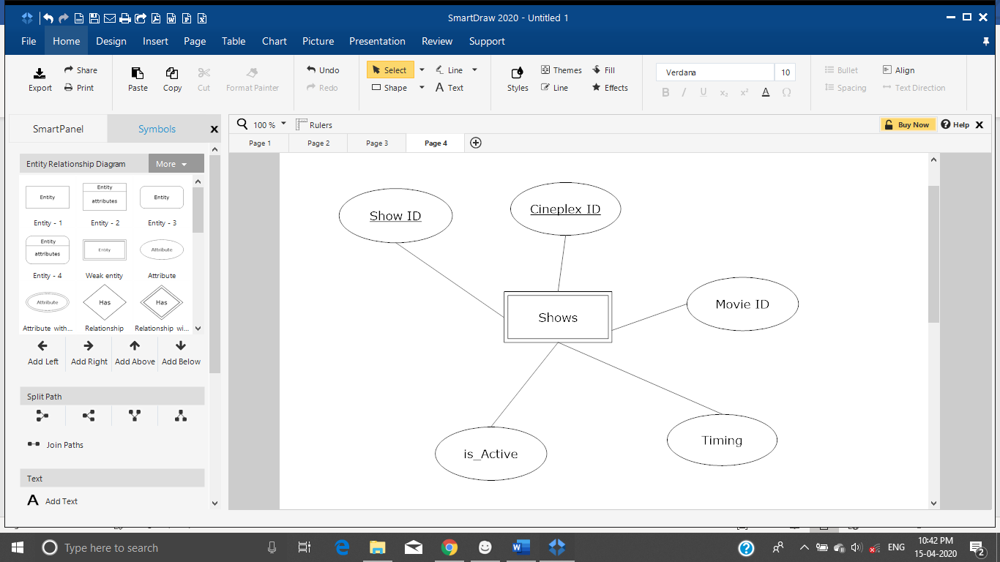 SmartDraw 2020 - Untitled 1
File Home Design Insert Page Table Chart Picture Presentation Review Support
Export
Share
Print
Paste
Copy
Cut
Format Painter
Undo
Redo
Select
Line
Shape
Text
Styles
Themes
Fill
Line
Effects
Verdana 10
B I U x₂ x² A Ω
Bullet
Align
Spacing
Text Direction
SmartPanel Symbols
100 % Rulers
Buy Now Help
Page 1 Page 2 Page 3 Page 4
Entity Relationship Diagram More
Entity
Entity
attributes
Entity
Entity - 1 Entity - 2 Entity - 3
Entity
attributes
Entity
Attribute
Entity - 4 Weak entity Attribute
Attribute
Has
Has
Attribute with... Relationship Relationship wi...
Add Left Add Right Add Above Add Below
Split Path
Join Paths
Text
A Add Text
Show ID
Cineplex ID
Movie ID
Shows
Timing
is_Active
Type here to search
ENG
10:42 PM
15-04-2020
2